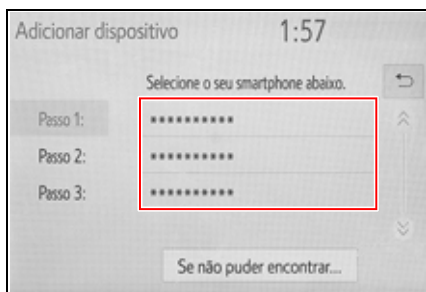 Adicionar dispositivo 1:57
Selecione o seu smartphone abaixo.
Passo 1: **********
Passo 2: **********
Passo 3: **********
Se não puder encontrar...